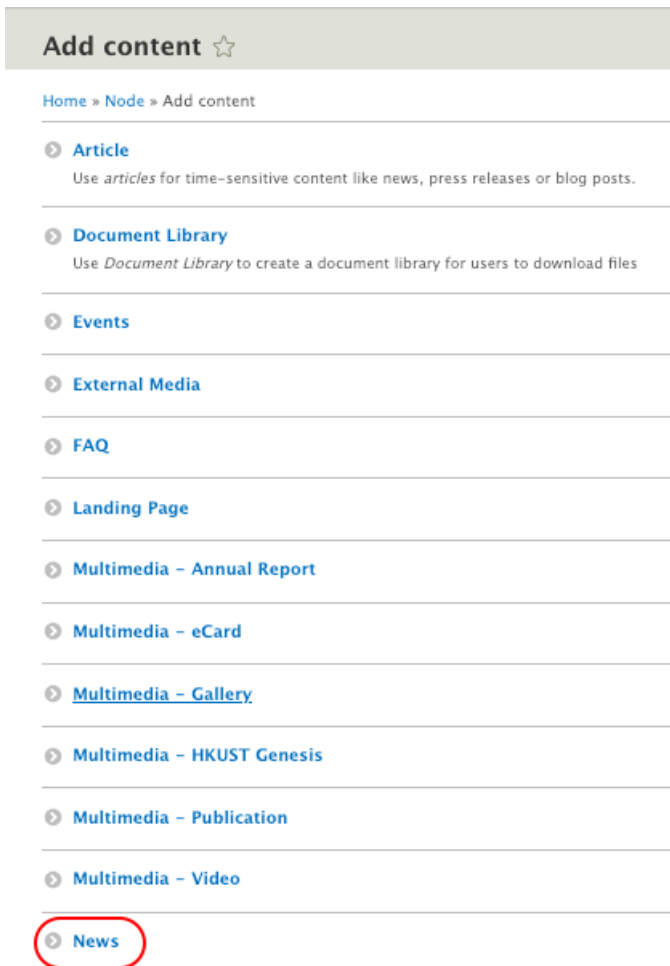 Add content
Home » Node » Add content
Article
Use articles for time-sensitive content like news, press releases or blog posts.
Document Library
Use Document Library to create a document library for users to download files
Events
External Media
FAQ
Landing Page
Multimedia - Annual Report
Multimedia - eCard
Multimedia - Gallery
Multimedia - HKUST Genesis
Multimedia - Publication
Multimedia - Video
News